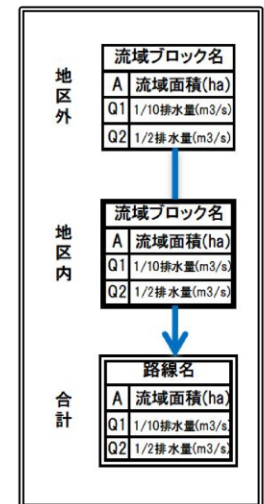 地区外
流域ブロック名
A 流域面積(ha)
Q1 1/10排水量(m3/s)
Q2 1/2排水量(m3/s)
地区内
流域ブロック名
A 流域面積(ha)
Q1 1/10排水量(m3/s)
Q2 1/2排水量(m3/s)
合計
路線名
A 流域面積(ha)
Q1 1/10排水量(m3/s)
Q2 1/2排水量(m3/s)